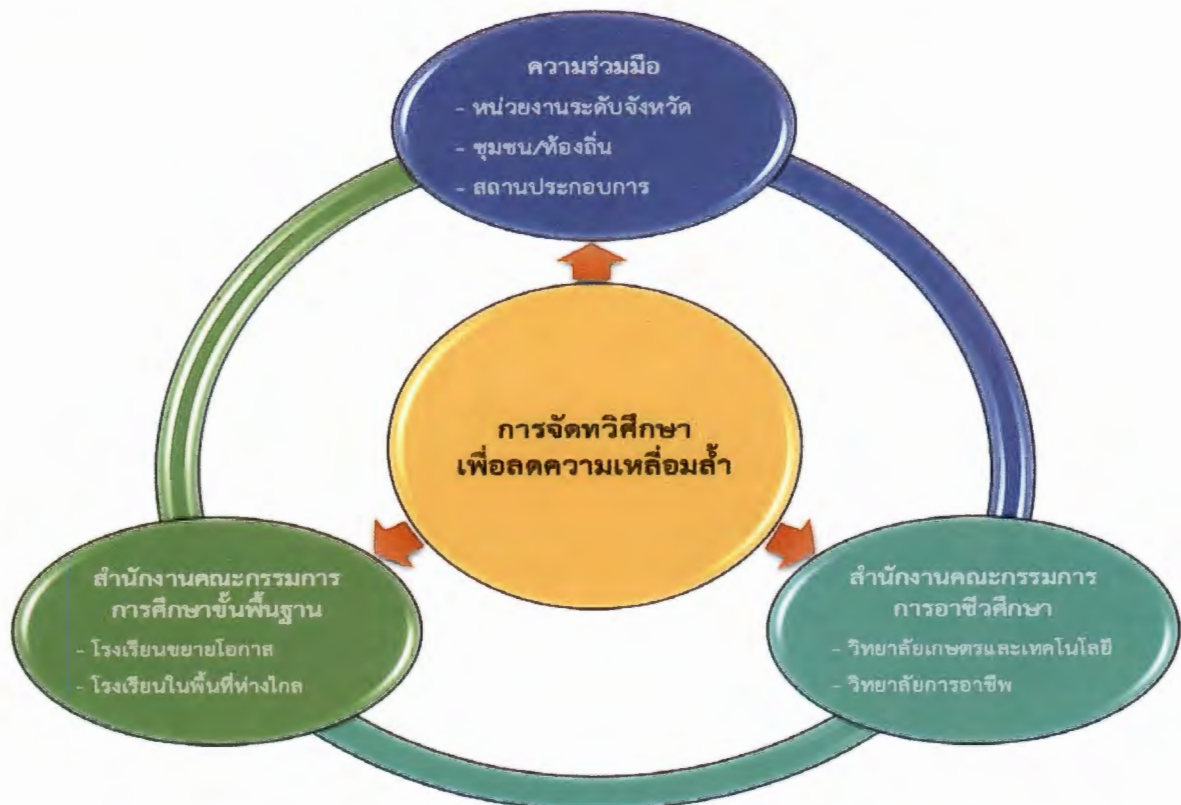 ความร่วมมือ
- หน่วยงานระดับจังหวัด
- ชุมชน/ท้องถิ่น
- สถานประกอบการ
การจัดทวิศึกษา
เพื่อลดความเหลื่อมล้ำ
สำนักงานคณะกรรมการ
การศึกษาขั้นพื้นฐาน
- โรงเรียนขยายโอกาส
- โรงเรียนในพื้นที่ห่างไกล
สำนักงานคณะกรรมการ
การอาชีวศึกษา
- วิทยาลัยเกษตรและเทคโนโลยี
- วิทยาลัยการอาชีพ